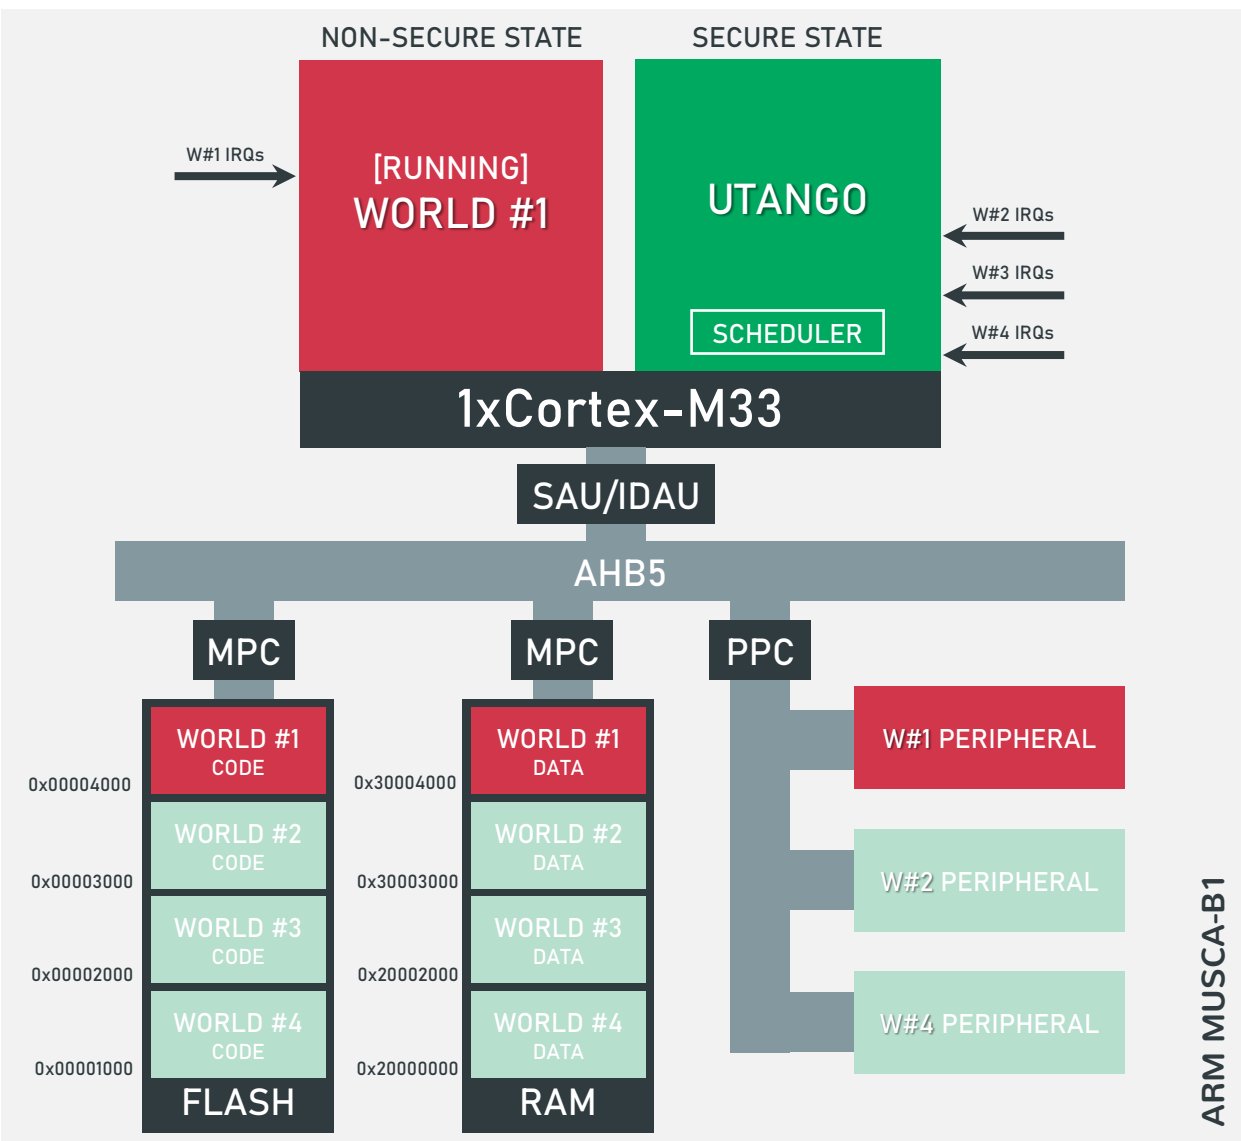 NON-SECURE STATE
SECURE STATE
W#1 IRQs
[RUNNING]
WORLD #1
UTANGO
W#2 IRQs
W#3 IRQs
W#4 IRQs
SCHEDULER
1xCortex-M33
SAU/IDAU
AHB5
MPC
MPC
PPC
WORLD #1
CODE
0x00004000
WORLD #2
CODE
0x00003000
WORLD #3
CODE
0x00002000
WORLD #4
CODE
0x00001000
FLASH
WORLD #1
DATA
0x30004000
WORLD #2
DATA
0x30003000
WORLD #3
DATA
0x20002000
WORLD #4
DATA
0x20000000
RAM
W#1 PERIPHERAL
W#2 PERIPHERAL
W#4 PERIPHERAL
ARM MUSCA-B1